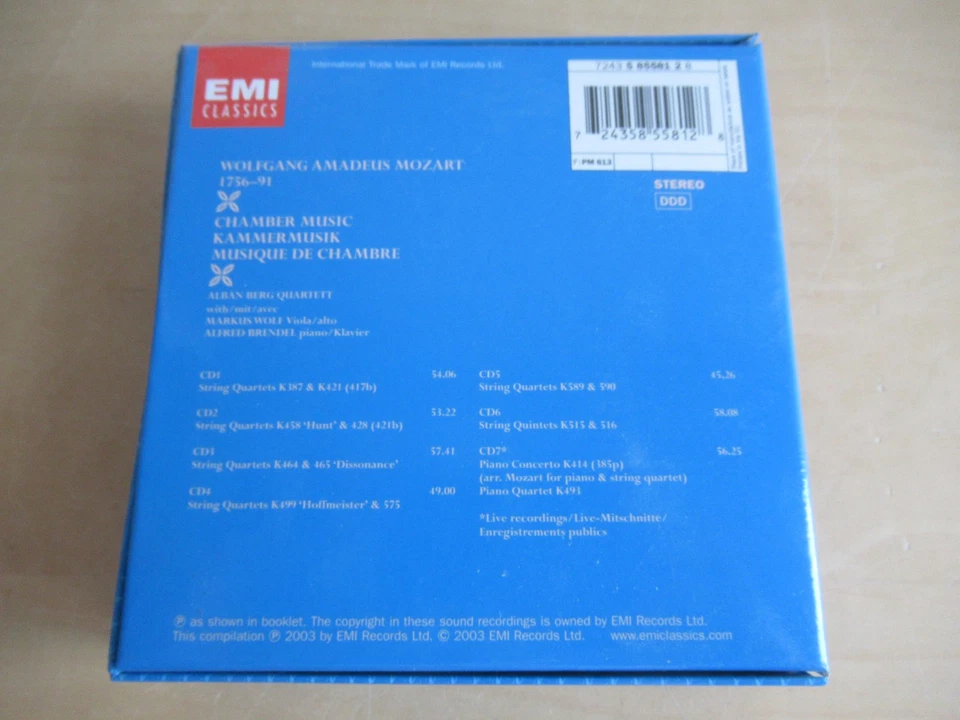 EMI
CLASSICS
International Trade Mark of EMI Records Ltd.
7243 5 85581 2 8
7 24358 55812 8
F: PM 613
STEREO
DDD
WOLFGANG AMADEUS MOZART
1756–91
CHAMBER MUSIC
KAMMERMUSIK
MUSIQUE DE CHAMBRE
ALBAN BERG QUARTETT
with/mit/avec
MARKUS WOLF Viola/alto
ALFRED BRENDEL piano/Klavier
CD1 54.06
String Quartets K387 & K421 (417b)
CD2 53.22
String Quartets K458 ‘Hunt’ & 428 (421b)
CD3 57.41
String Quartets K464 & 465 ‘Dissonance’
CD4 49.00
String Quartets K499 ‘Hoffmeister’ & 575
CD5 45.26
String Quartets K589 & 590
CD6 58.08
String Quintets K515 & 516
CD7* 56.25
Piano Concerto K414 (385p)
(arr. Mozart for piano & string quartet)
Piano Quartet K493
*Live recordings/Live-Mitschnitte/
Enregistrements publics
℗ as shown in booklet. The copyright in these sound recordings is owned by EMI Records Ltd.
This compilation ℗ 2003 by EMI Records Ltd. © 2003 EMI Records Ltd. www.emiclassics.com